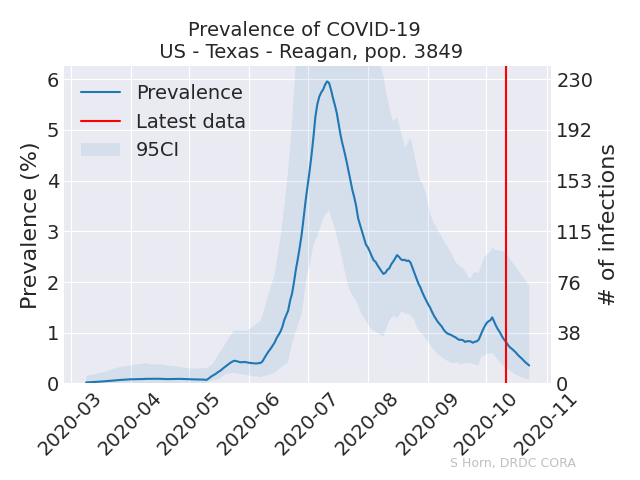 Prevalence of COVID-19
US - Texas - Reagan, pop. 3849
Prevalence (%)
6
5
4
3
2
1
0
Prevalence
Latest data
95CI
230
192
153
115
76
38
0
# of infections
2020-03
2020-04
2020-05
2020-06
2020-07
2020-08
2020-09
2020-10
2020-11
S Horn, DRDC CORA